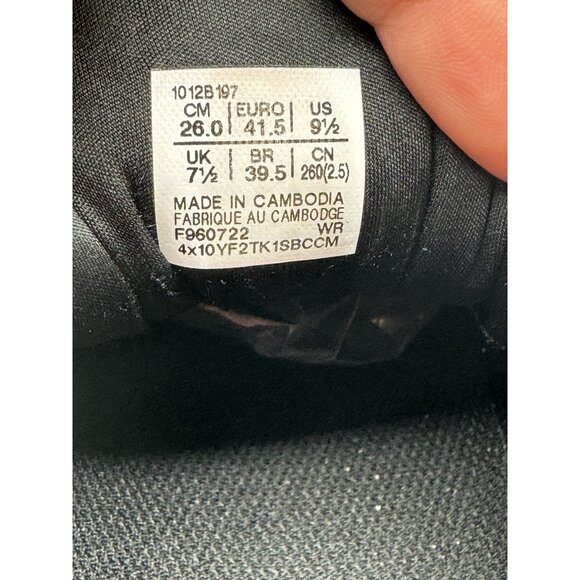 1012B197
CM EURO US
26.0 41.5 9½
UK BR CN
7½ 39.5 260(2.5)
MADE IN CAMBODIA
FABRIQUE AU CAMBODGE
F960722 WR
4x10YF2TK1SBCCM